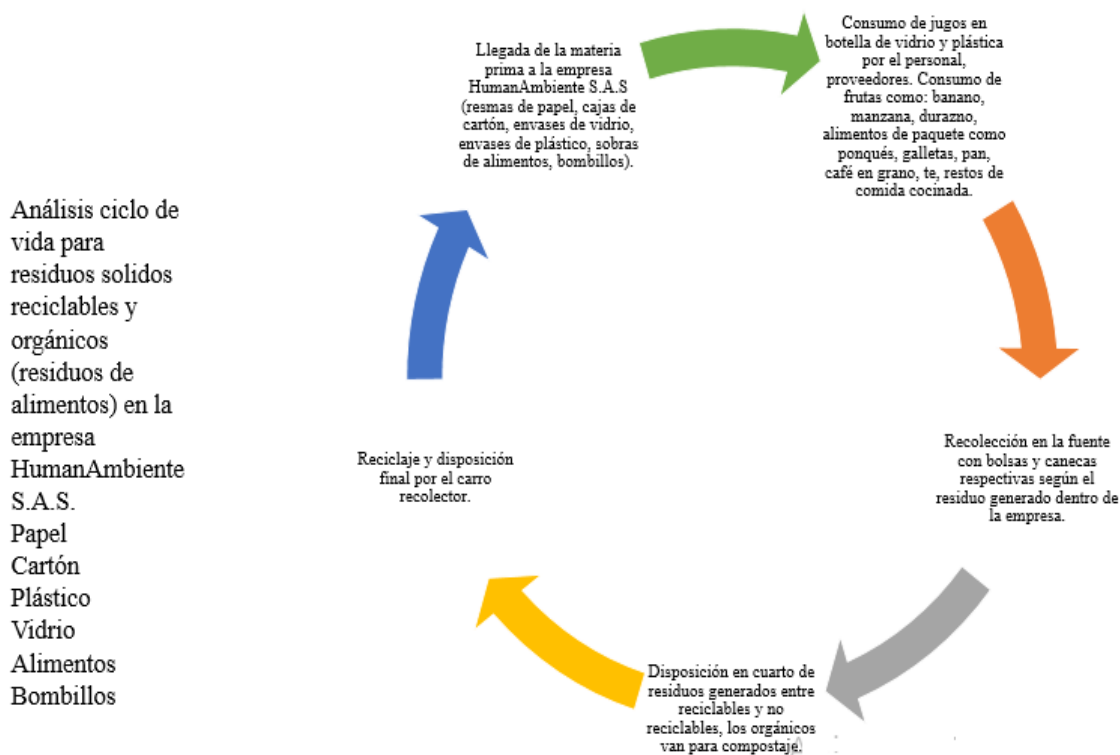 Análisis ciclo de
vida para
residuos solidos
reciclables y
orgánicos
(residuos de
alimentos) en la
empresa
HumanAmbiente
S.A.S.
Papel
Cartón
Plástico
Vidrio
Alimentos
Bombillos
Llegada de la materia
prima a la empresa
HumanAmbiente S.A.S
(resmas de papel, cajas de
cartón, envases de vidrio,
envases de plástico, sobras
de alimentos, bombillos).
Consumo de jugos en
botella de vidrio y plástica
por el personal,
proveedores. Consumo de
frutas como: banano,
manzana, durazno,
alimentos de paquete como
ponqués, galletas, pan,
café en grano, te, restos de
comida cocinada.
Recolección en la fuente
con bolsas y canecas
respectivas según el
residuo generado dentro de
la empresa.
Disposición en cuarto de
residuos generados entre
reciclables y no
reciclables, los orgánicos
van para compostaje.
Reciclaje y disposición
final por el carro
recolector.